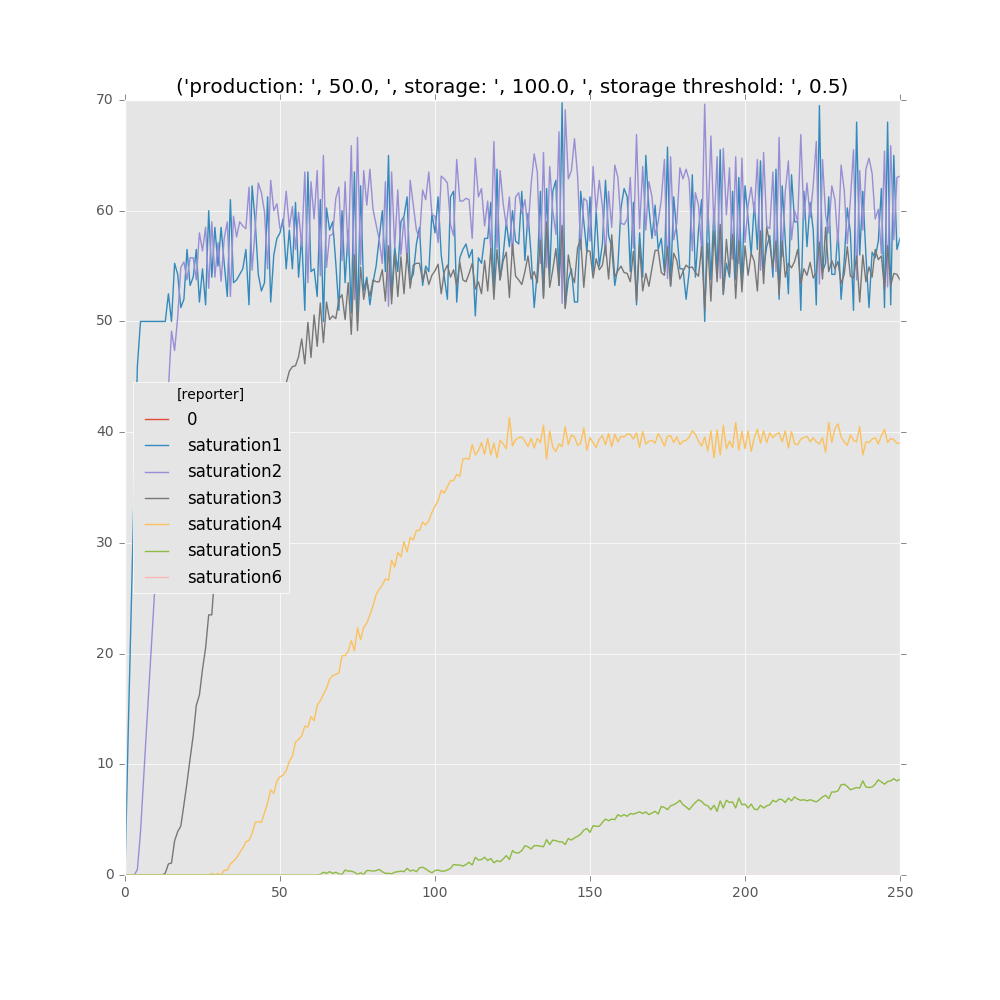 ('production: ', 50.0, ', storage: ', 100.0, ', storage threshold: ', 0.5)
70
60
50
40
30
20
10
0
[reporter]
0
saturation1
saturation2
saturation3
saturation4
saturation5
saturation6
0 50 100 150 200 250